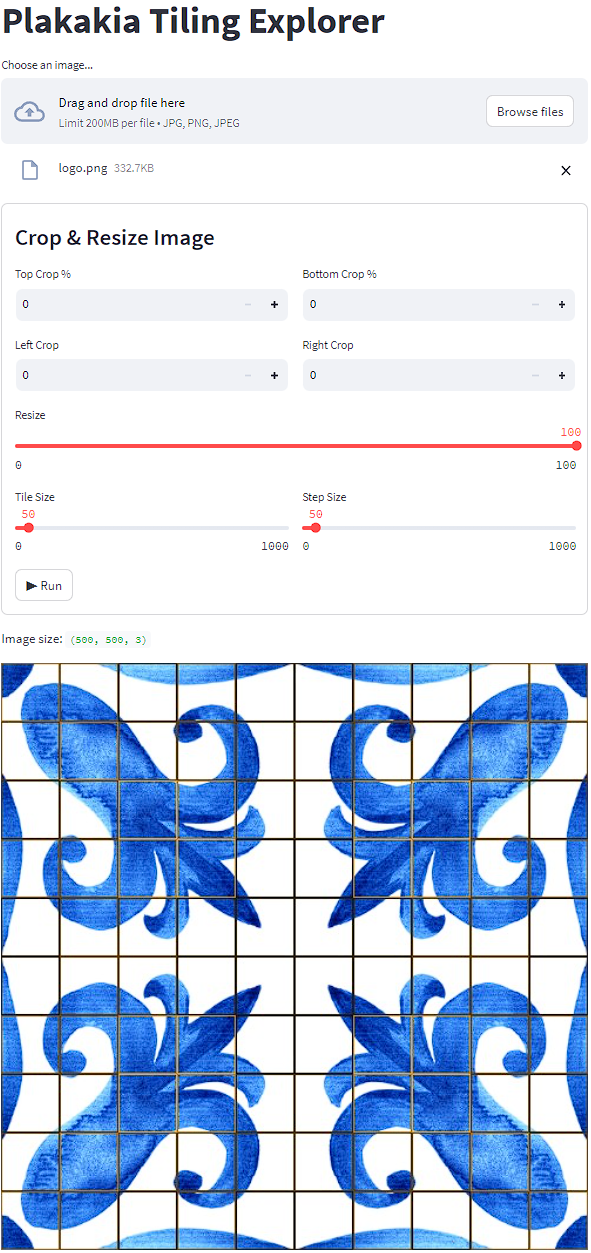 Plakakia Tiling Explorer
Choose an image...
Drag and drop file here
Limit 200MB per file • JPG, PNG, JPEG
Browse files
logo.png 332.7KB
Crop & Resize Image
Top Crop %
Bottom Crop %
0
0
Left Crop
Right Crop
0
0
Resize
100
0
100
Tile Size
Step Size
50
50
0
1000
0
1000
▶ Run
Image size: (500, 500, 3)